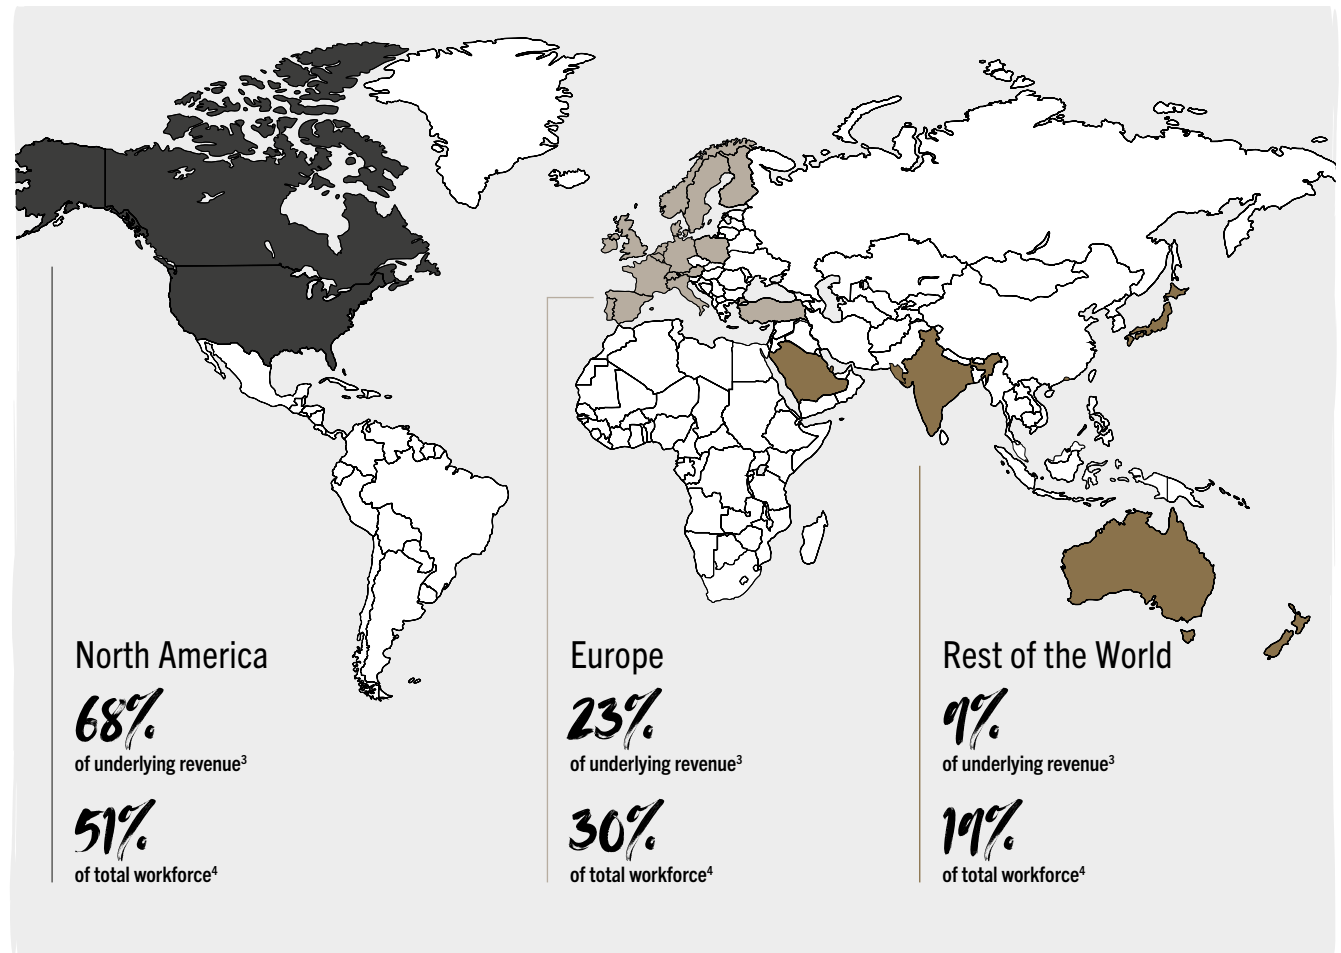 North America
68%
of underlying revenue³
51%
of total workforce⁴
Europe
23%
of underlying revenue³
30%
of total workforce⁴
Rest of the World
9%
of underlying revenue³
19%
of total workforce⁴